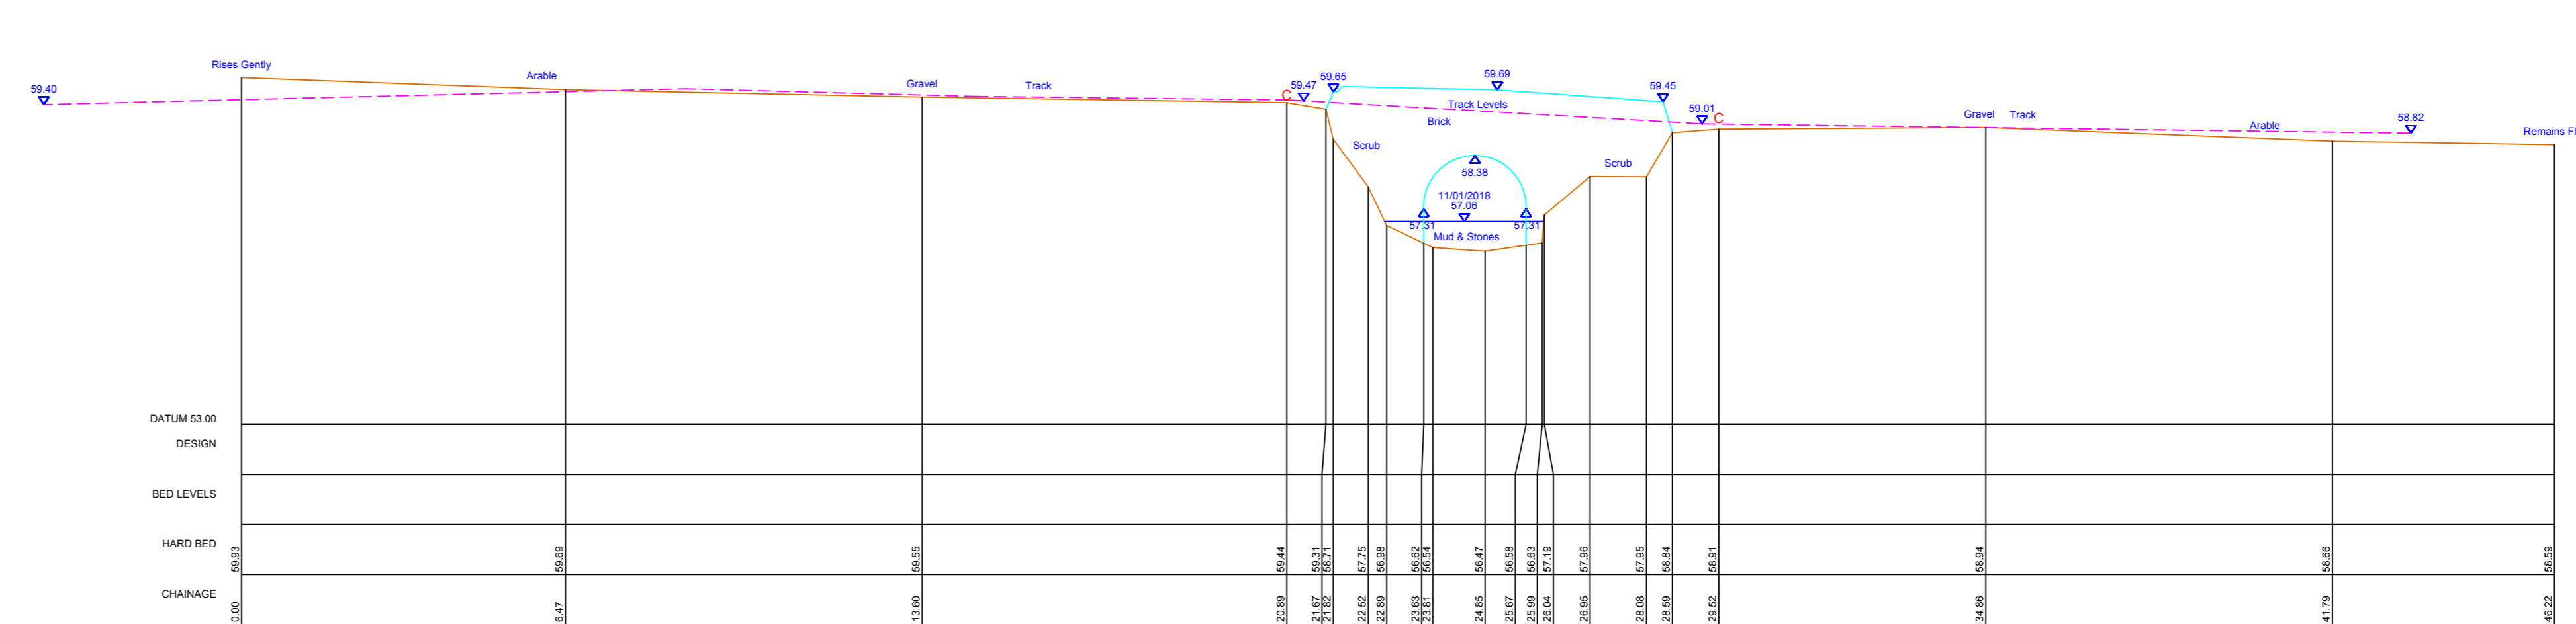 Rises Gently
59.40
Arable
Gravel
Track
C
59.47
59.65
59.69
59.45
Track Levels
Brick
59.01
C
Gravel
Track
Arable
58.82
Remains Fl
Scrub
Scrub
58.38
11/01/2018
57.06
57.31
57.31
Mud & Stones
DATUM 53.00
DESIGN
BED LEVELS
HARD BED
59.93
59.69
59.55
59.44
59.31
58.71
57.75
56.98
56.62
56.54
56.47
56.58
56.63
57.19
57.96
57.95
58.84
58.91
58.94
58.66
58.59
CHAINAGE
0.00
6.47
13.60
20.89
21.67
21.82
22.52
22.89
23.63
23.81
24.85
25.67
25.99
26.04
26.95
28.08
28.59
29.52
34.86
41.79
46.22